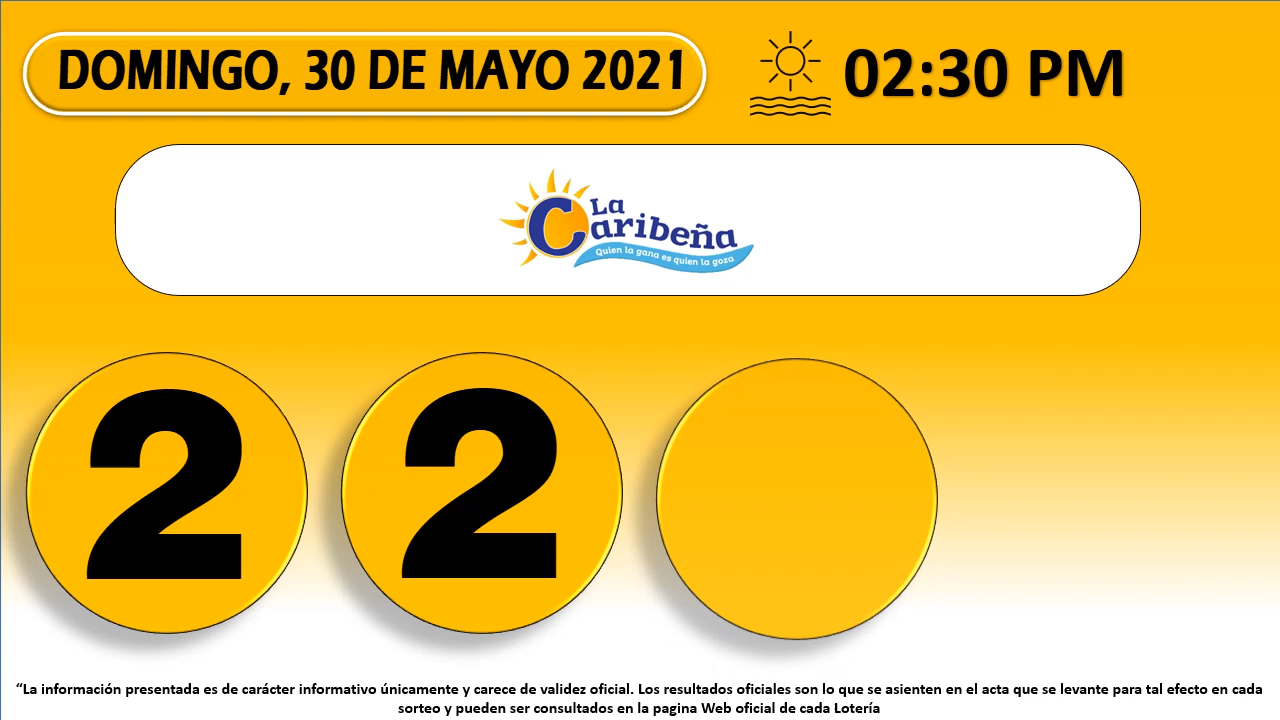 DOMINGO, 30 DE MAYO 2021
02:30 PM
La
Caribeña
Quien la gana es quien la goza
2 2
“La información presentada es de carácter informativo únicamente y carece de validez oficial. Los resultados oficiales son lo que se asienten en el acta que se levante para tal efecto en cada
sorteo y pueden ser consultados en la pagina Web oficial de cada Lotería